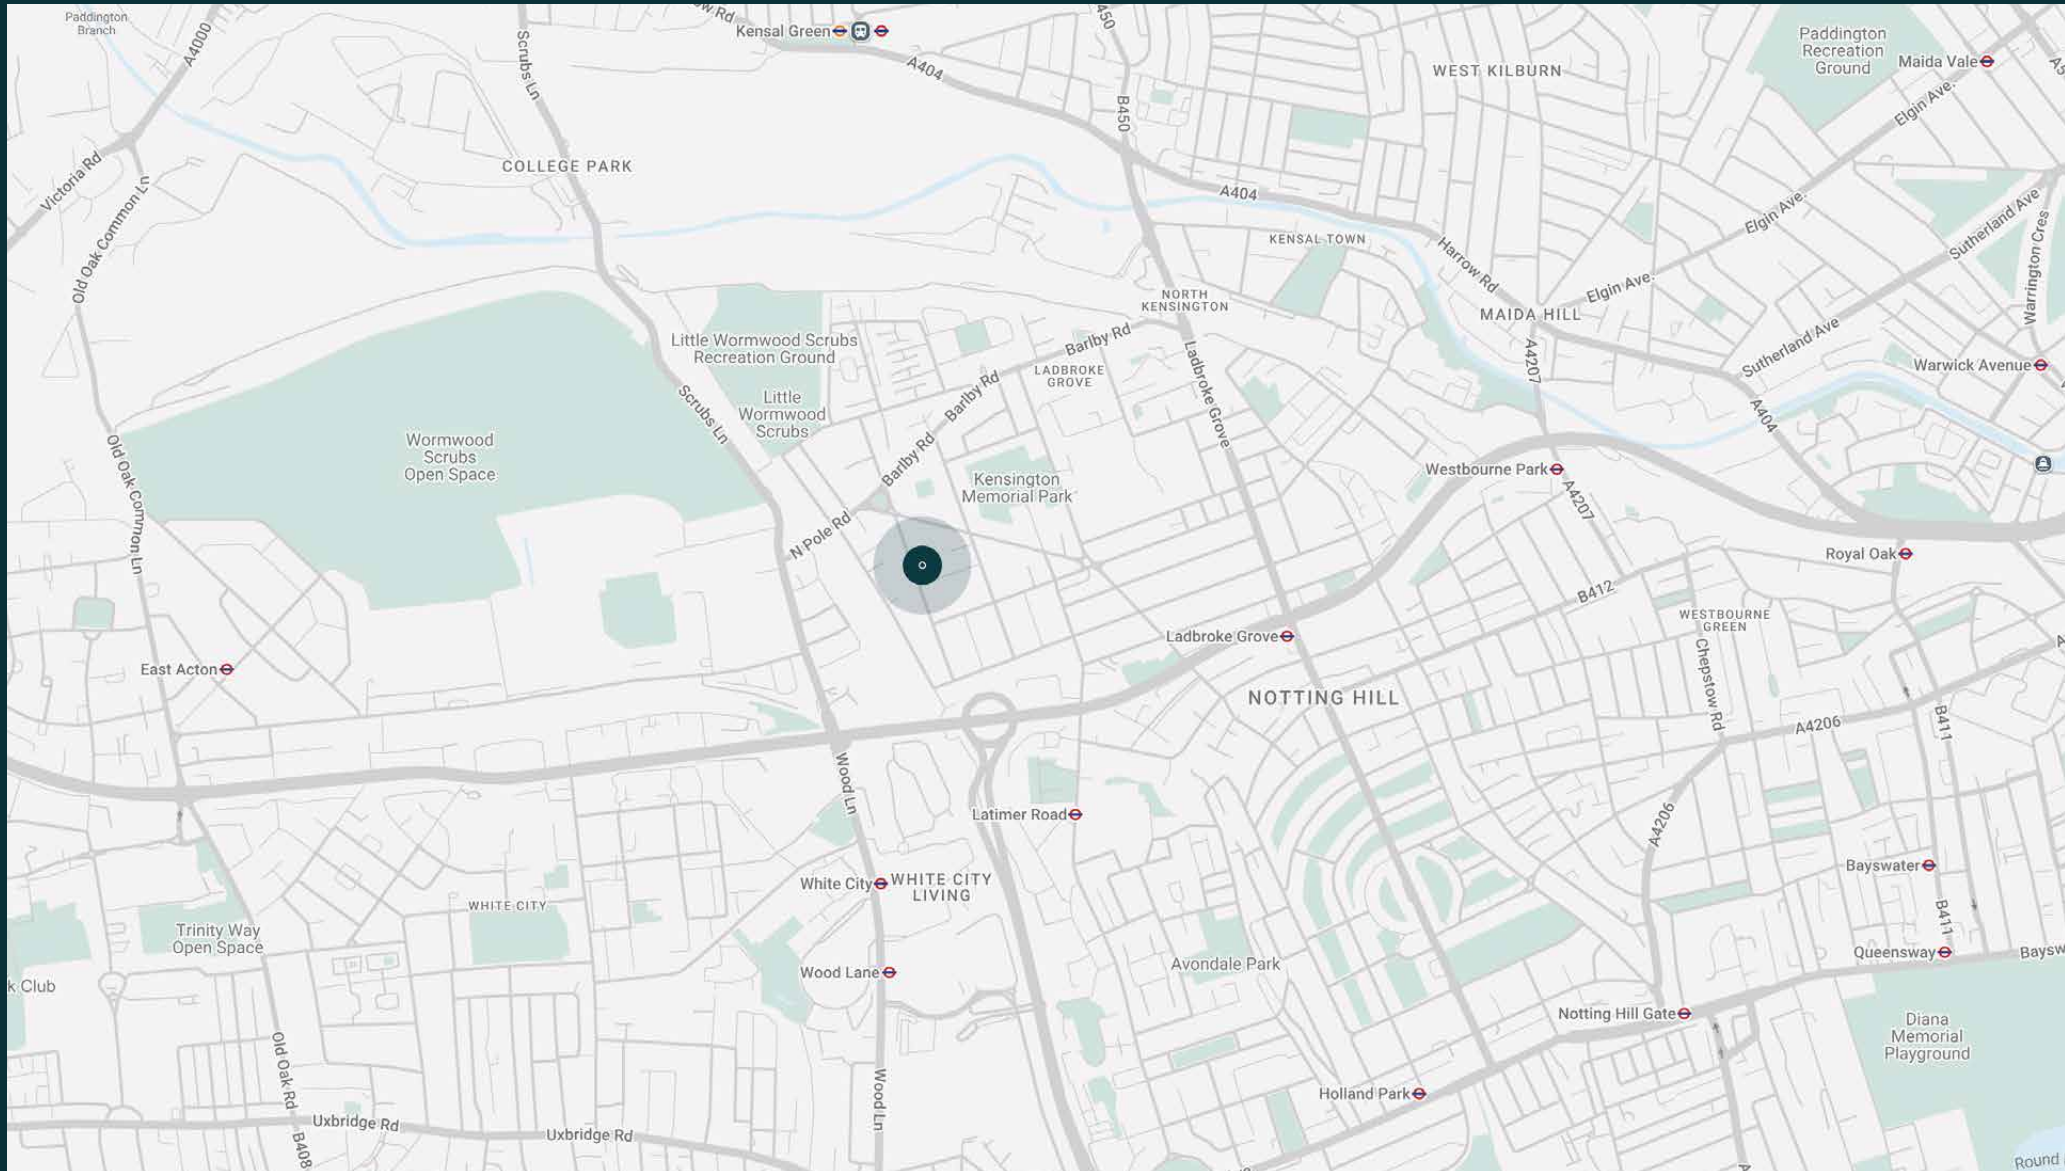 Paddington
Branch
A4000
Scrubs Ln
Kensal Green
A404
B450
WEST KILBURN
Paddington
Recreation
Ground
Maida Vale
Elgin Ave.
Victoria Rd
Old Oak Common Ln
COLLEGE PARK
A404
KENSAL TOWN
Harrow Rd
Elgin Ave.
Sutherland Ave
Warrington Cres
NORTH
KENSINGTON
Elgin Ave.
MAIDA HILL
Little Wormwood Scrubs
Recreation Ground
Barlby Rd
LADBROKE
GROVE
Ladbroke Grove
A4207
Sutherland Ave
Warwick Avenue
Scrubs Ln
Little
Wormwood
Scrubs
Barlby Rd
A404
Old Oak Common Ln
Wormwood
Scrubs
Open Space
Barlby Rd
Kensington
Memorial Park
Westbourne Park
A4207
N Pole Rd
Royal Oak
B412
WESTBOURNE
GREEN
East Acton
Ladbroke Grove
Chepstow Rd
NOTTING HILL
A4206
B411
Wood Ln
Latimer Road
A4206
Bayswater
White City
WHITE CITY
LIVING
WHITE CITY
B411
Trinity Way
Open Space
Wood Lane
Avondale Park
Queensway
k Club
Notting Hill Gate
Diana
Memorial
Playground
Old Oak Rd
Wood Ln
Holland Park
Uxbridge Rd
Uxbridge Rd
B408
Round